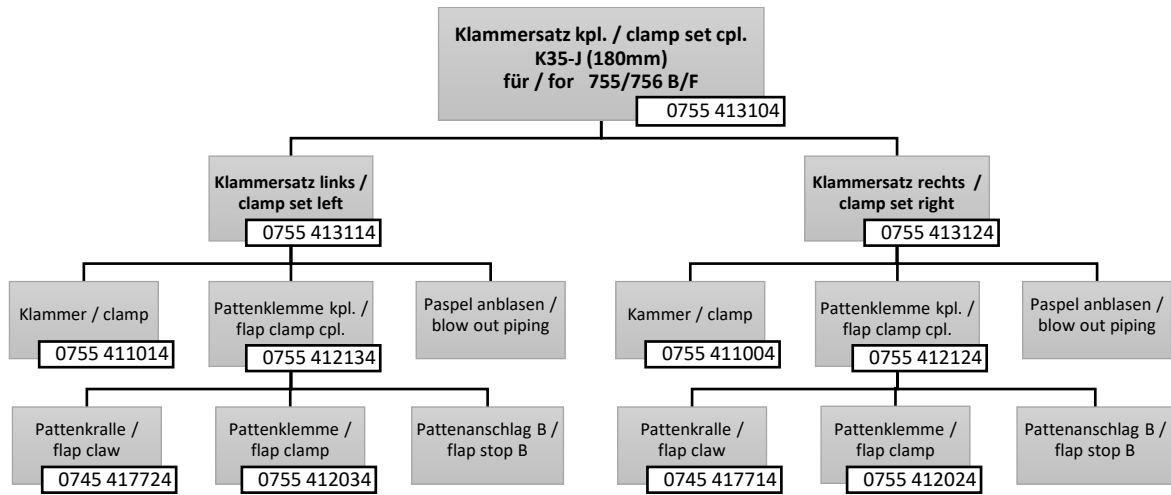 Klammersatz kpl. / clamp set cpl.
K35-J (180mm)
für / for 755/756 B/F
0755 413104
Klammersatz links /
clamp set left
0755 413114
Klammersatz rechts /
clamp set right
0755 413124
Klammer / clamp
0755 411014
Pattenklemme kpl. /
flap clamp cpl.
0755 412134
Paspel anblasen /
blow out piping
Kammer / clamp
0755 411004
Pattenklemme kpl. /
flap clamp cpl.
0755 412124
Paspel anblasen /
blow out piping
Pattenkralle /
flap claw
0745 417724
Pattenklemme /
flap clamp
0755 412034
Pattenanschlag B /
flap stop B
Pattenkralle /
flap claw
0745 417714
Pattenklemme /
flap clamp
0755 412024
Pattenanschlag B /
flap stop B